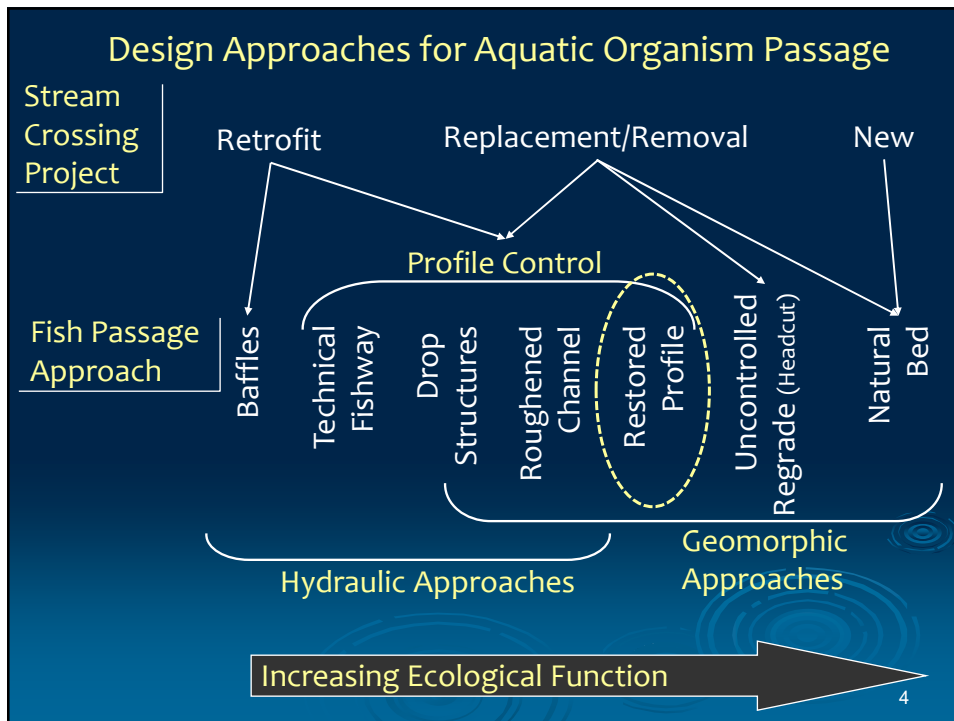 Design Approaches for Aquatic Organism Passage
Stream
Crossing
Project
Retrofit
Replacement/Removal
New
Profile Control
Fish Passage
Approach
Baffles
Technical
Fishway
Drop
Structures
Roughened
Channel
Restored
Profile
Uncontrolled
Regrade (Headcut)
Natural
Bed
Hydraulic Approaches
Geomorphic
Approaches
Increasing Ecological Function
4